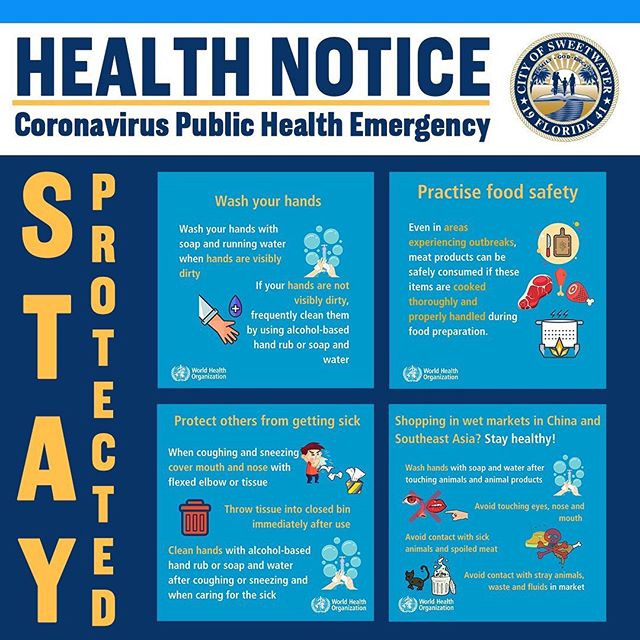 HEALTH NOTICE
Coronavirus Public Health Emergency
CITY OF SWEETWATER
19 FLORIDA 41
STAY
PROTECTED
Wash your hands
Wash your hands with
soap and running water
when hands are visibly
dirty
If your hands are not
visibly dirty,
frequently clean them
by using alcohol-based
hand rub or soap and
water
World Health
Organization
Practise food safety
Even in areas
experiencing outbreaks,
meat products can be
safely consumed if these
items are cooked
thoroughly and
properly handled during
food preparation.
World Health
Organization
Protect others from getting sick
When coughing and sneezing
cover mouth and nose with
flexed elbow or tissue
Throw tissue into closed bin
immediately after use
Clean hands with alcohol-based
hand rub or soap and water
after coughing or sneezing and
when caring for the sick
World Health
Organization
Shopping in wet markets in China and
Southeast Asia? Stay healthy!
Wash hands with soap and water after
touching animals and animal products
Avoid touching eyes, nose and
mouth
Avoid contact with sick
animals and spoiled meat
Avoid contact with stray animals,
waste and fluids in market
World Health
Organization